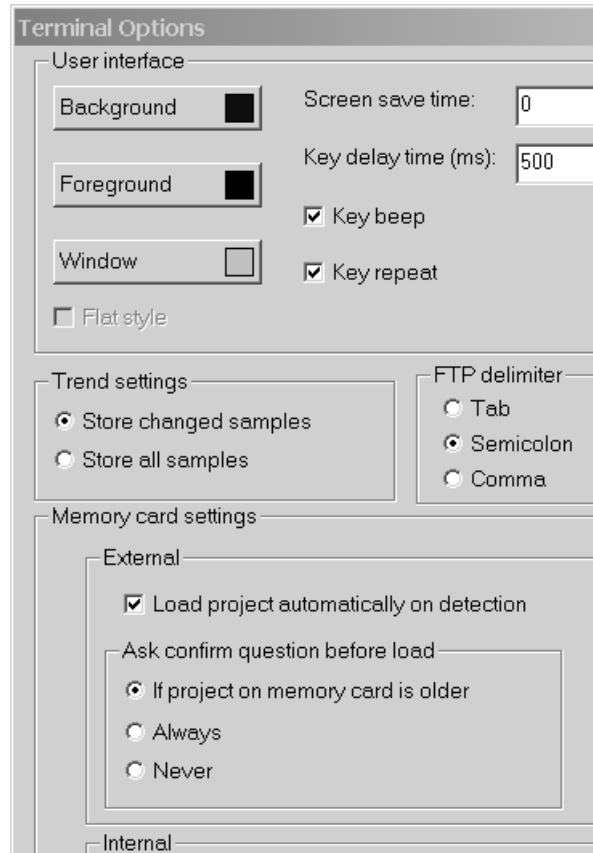 Terminal Options
User interface
Background
Screen save time:
0
Key delay time (ms):
500
Foreground
Key beep
Window
Key repeat
Flat style
Trend settings
Store changed samples
Store all samples
FTP delimiter
Tab
Semicolon
Comma
Memory card settings
External
Load project automatically on detection
Ask confirm question before load
If project on memory card is older
Always
Never
Internal